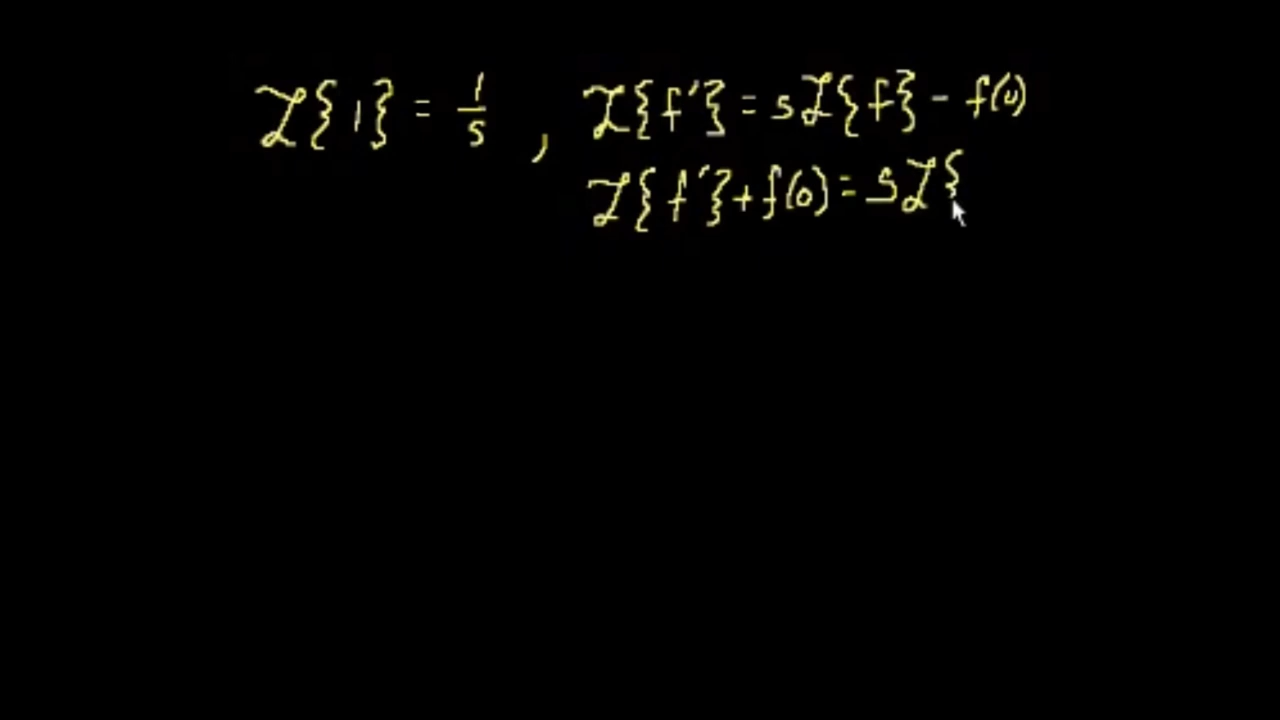 ℒ{1} = 1/s , ℒ{f'} = sℒ{f} - f(0)
ℒ{f'} + f(0) = sℒ{